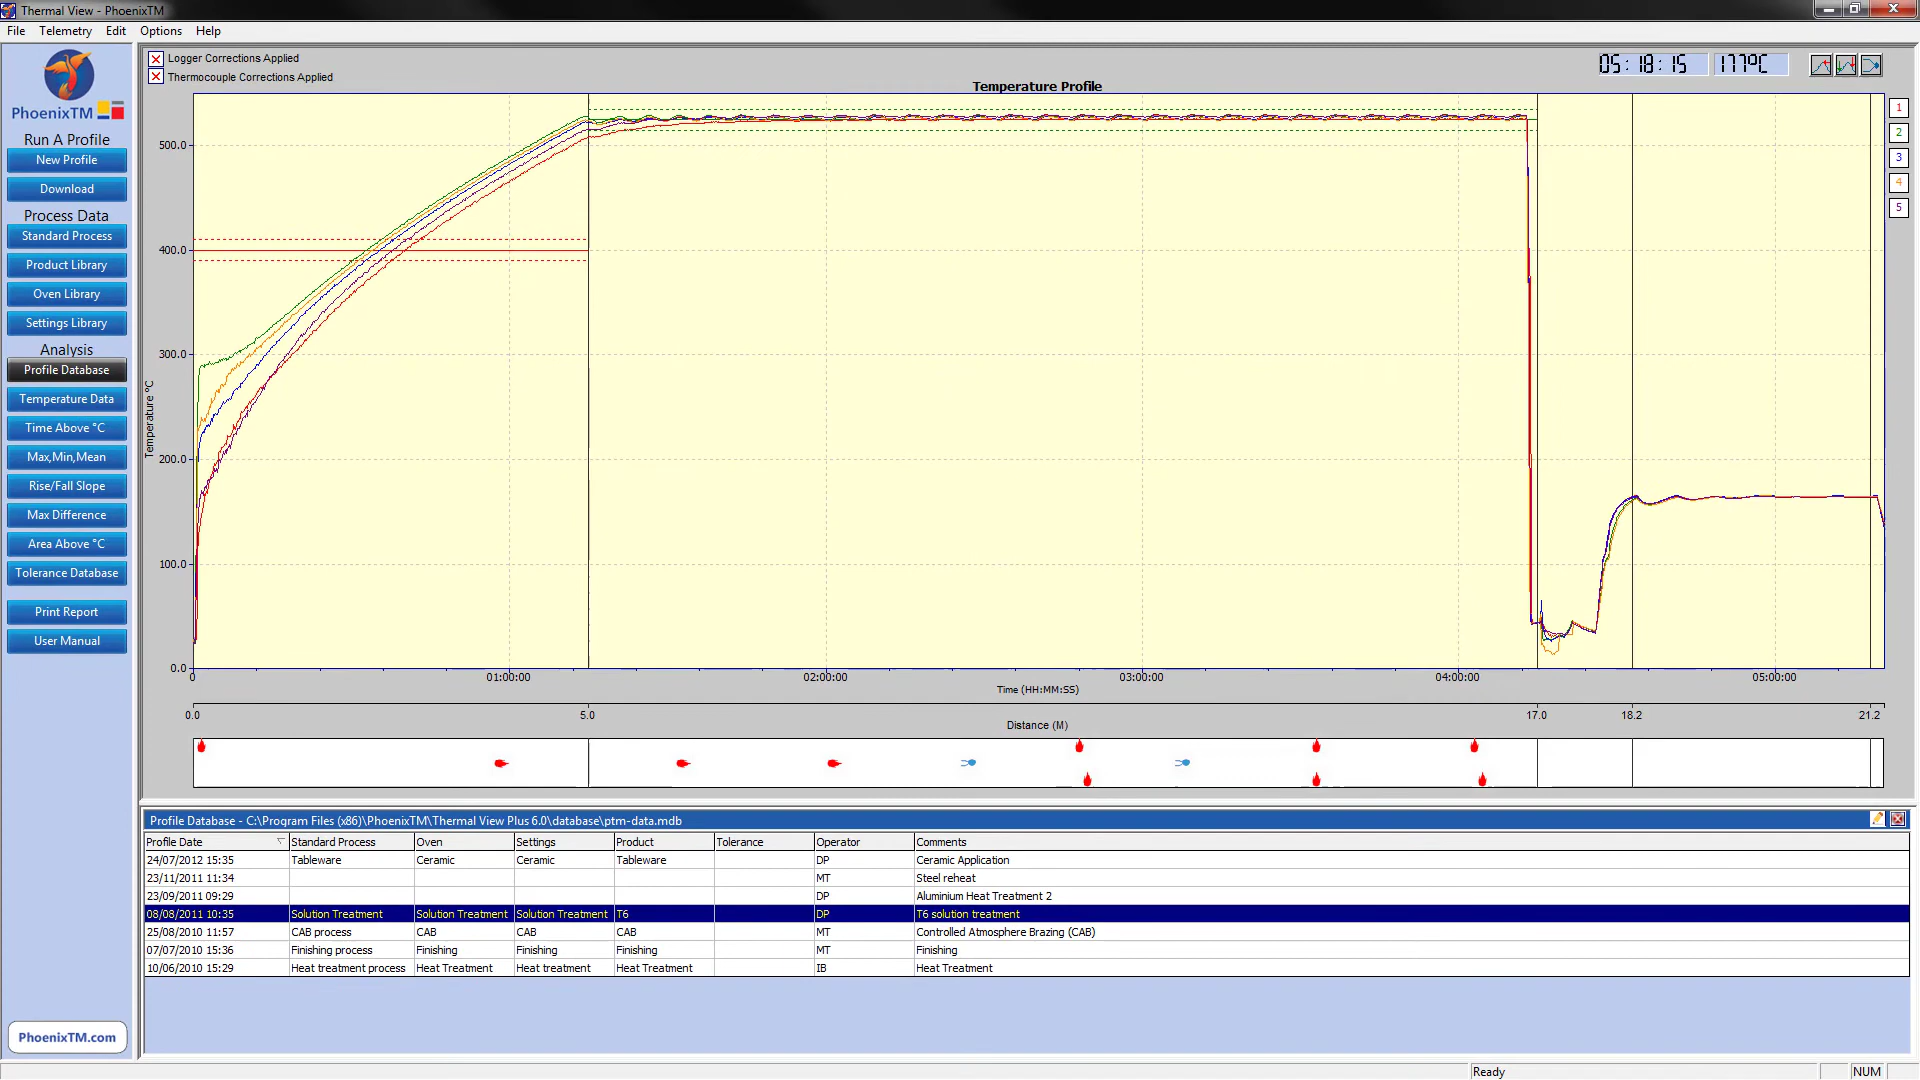 Thermal View - PhoenixTM
File Telemetry Edit Options Help
PhoenixTM
Run A Profile
New Profile
Download
Process Data
Standard Process
Product Library
Oven Library
Settings Library
Analysis
Profile Database
Temperature Data
Time Above °C
Max,Min,Mean
Rise/Fall Slope
Max Difference
Area Above °C
Tolerance Database
Print Report
User Manual
PhoenixTM.com
Logger Corrections Applied
Thermocouple Corrections Applied
05:18:15 177°C
Temperature Profile
1
2
3
4
5
Temperature °C
500.0
400.0
300.0
200.0
100.0
0.0
0 01:00:00 02:00:00 03:00:00 04:00:00 05:00:00
Time (HH:MM:SS)
0.0 5.0 17.0 18.2 21.2
Distance (M)
Profile Database - C:\Program Files (x86)\PhoenixTM\Thermal View Plus 6.0\database\ptm-data.mdb
Profile Date Standard Process Oven Settings Product Tolerance Operator Comments
24/07/2012 15:35 Tableware Ceramic Ceramic Tableware DP Ceramic Application
23/11/2011 11:34 MT Steel reheat
23/09/2011 09:29 DP Aluminium Heat Treatment 2
08/08/2011 10:35 Solution Treatment Solution Treatment Solution Treatment T6 DP T6 solution treatment
25/08/2010 11:57 CAB process CAB CAB CAB MT Controlled Atmosphere Brazing (CAB)
07/07/2010 15:36 Finishing process Finishing Finishing Finishing MT Finishing
10/06/2010 15:29 Heat treatment process Heat Treatment Heat treatment Heat Treatment IB Heat Treatment
Ready NUM